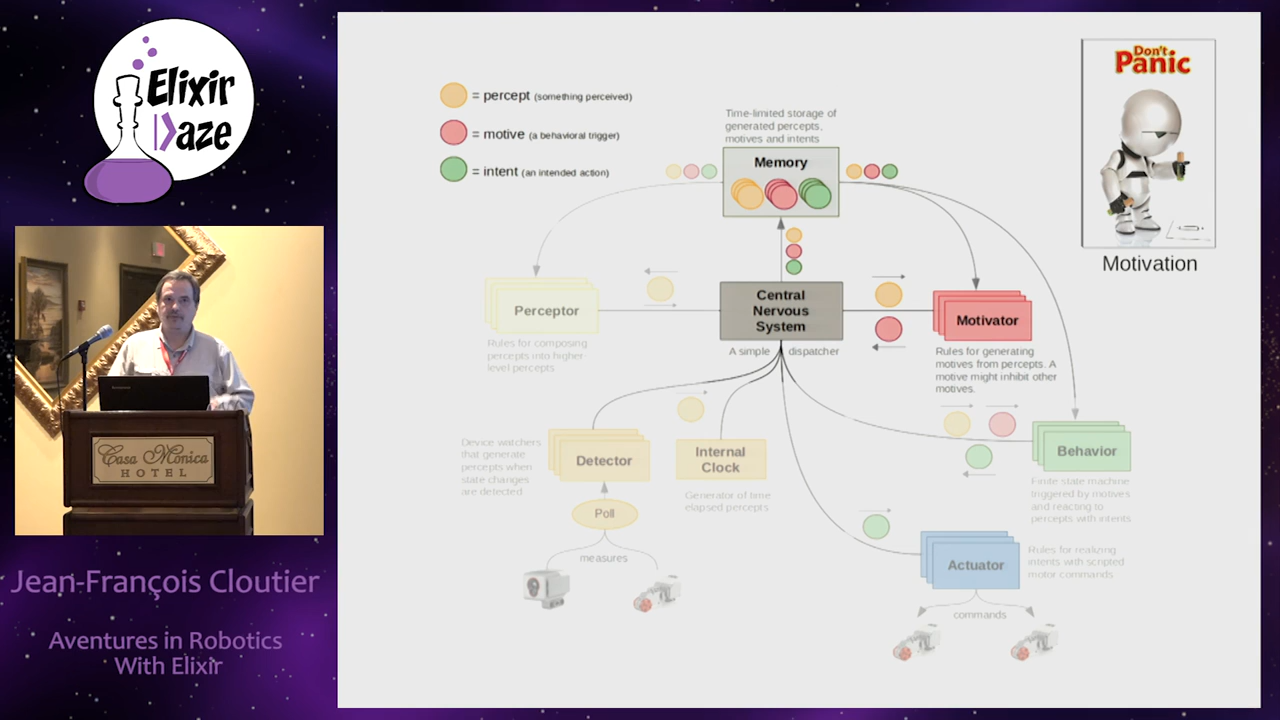 Elixir
Daze
Casa Monica
HOTEL
Jean-François Cloutier
Aventures in Robotics
With Elixir
= percept (something perceived)
= motive (a behavioral trigger)
= intent (an intended action)
Time-limited storage of
generated percepts,
motives and intents
Memory
Don't
Panic
Motivation
Perceptor
Rules for composing
percepts into higher-
level percepts
Central
Nervous
System
A simple dispatcher
Motivator
Rules for generating
motives from percepts. A
motive might inhibit other
motives.
Device watchers
that generate
percepts when
state changes
are detected
Detector
Internal
Clock
Generator of time
elapsed percepts
Behavior
Finite state machine
triggered by motives
and reacting to
percepts with intents
Poll
measures
Actuator
Rules for realizing
intents with scripted
motor commands
commands